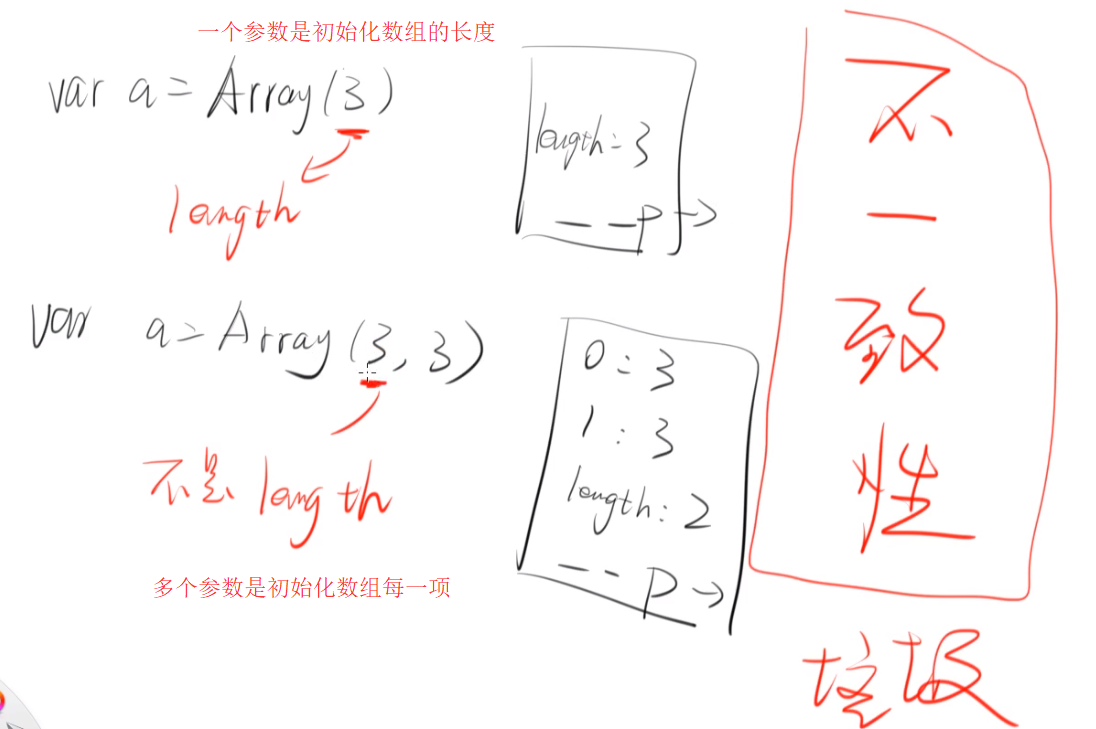 一个参数是初始化数组的长度
var a = Array(3)
length
length: 3
__p →
var a = Array(3, 3)
不是 length
0: 3
1: 3
length: 2
__p →
多个参数是初始化数组每一项
不
一
致
性
垃圾